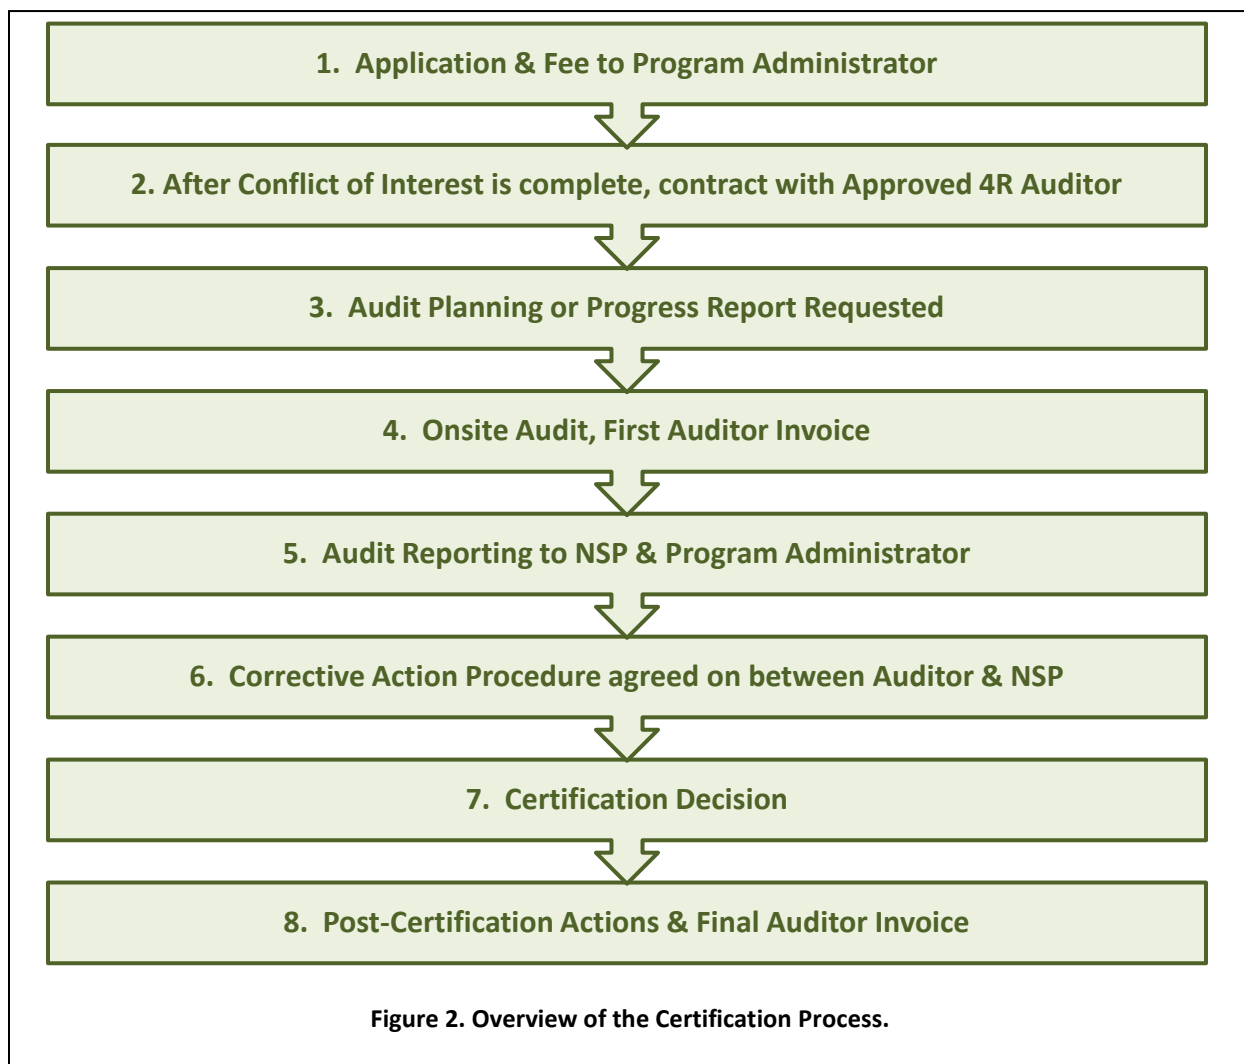 1. Application & Fee to Program Administrator
2. After Conflict of Interest is complete, contract with Approved 4R Auditor
3. Audit Planning or Progress Report Requested
4. Onsite Audit, First Auditor Invoice
5. Audit Reporting to NSP & Program Administrator
6. Corrective Action Procedure agreed on between Auditor & NSP
7. Certification Decision
8. Post-Certification Actions & Final Auditor Invoice
Figure 2. Overview of the Certification Process.